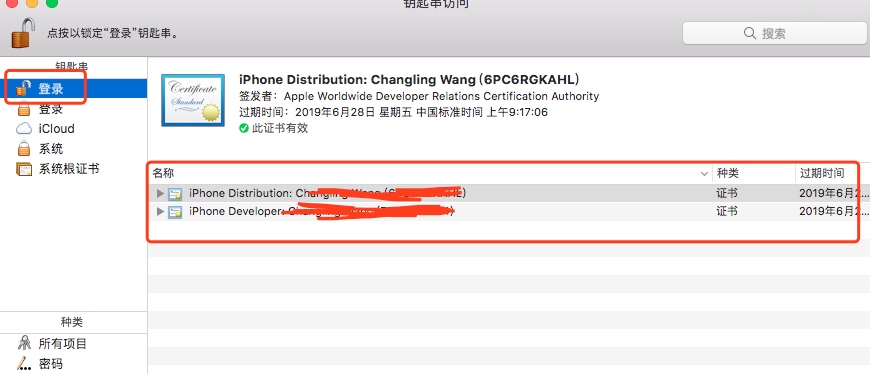 钥匙串访问
点按以锁定“登录”钥匙串。
搜索
钥匙串
登录
登录
iCloud
系统
系统根证书
iPhone Distribution: Changling Wang (6PC6RGKAHL)
签发者：Apple Worldwide Developer Relations Certification Authority
过期时间：2019年6月28日 星期五 中国标准时间 上午9:17:06
此证书有效
名称 种类 过期时间
iPhone Distribution: 证书 2019年6月2...
iPhone Developer: 证书 2019年6月2...
种类
所有项目
密码